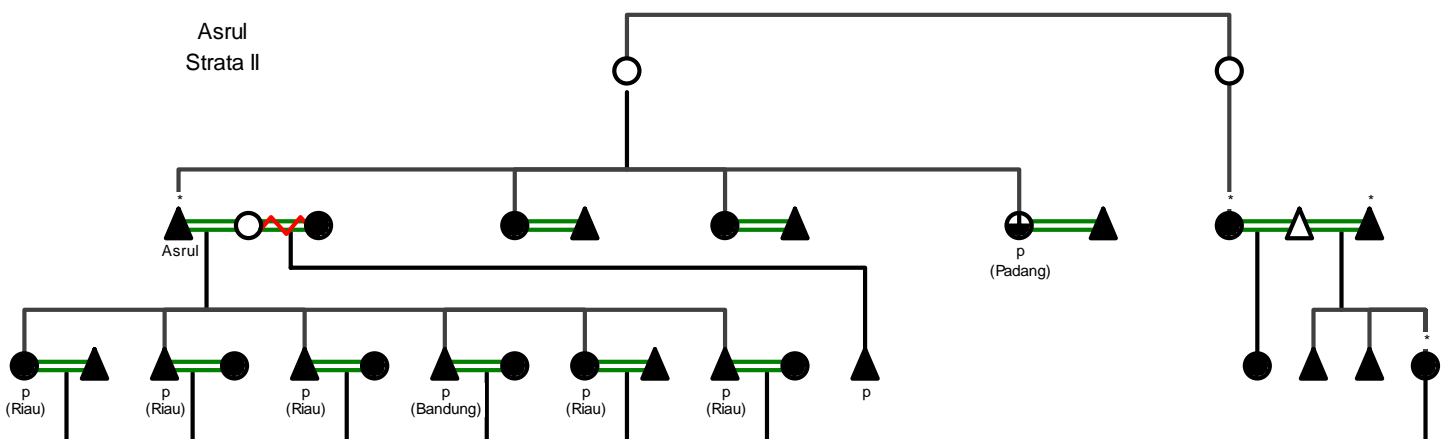 Asrul
Strata II
*
*
*
Asrul
p
(Padang)
*
p
(Riau)
p
(Riau)
p
(Riau)
p
(Bandung)
p
(Riau)
p
(Riau)
p